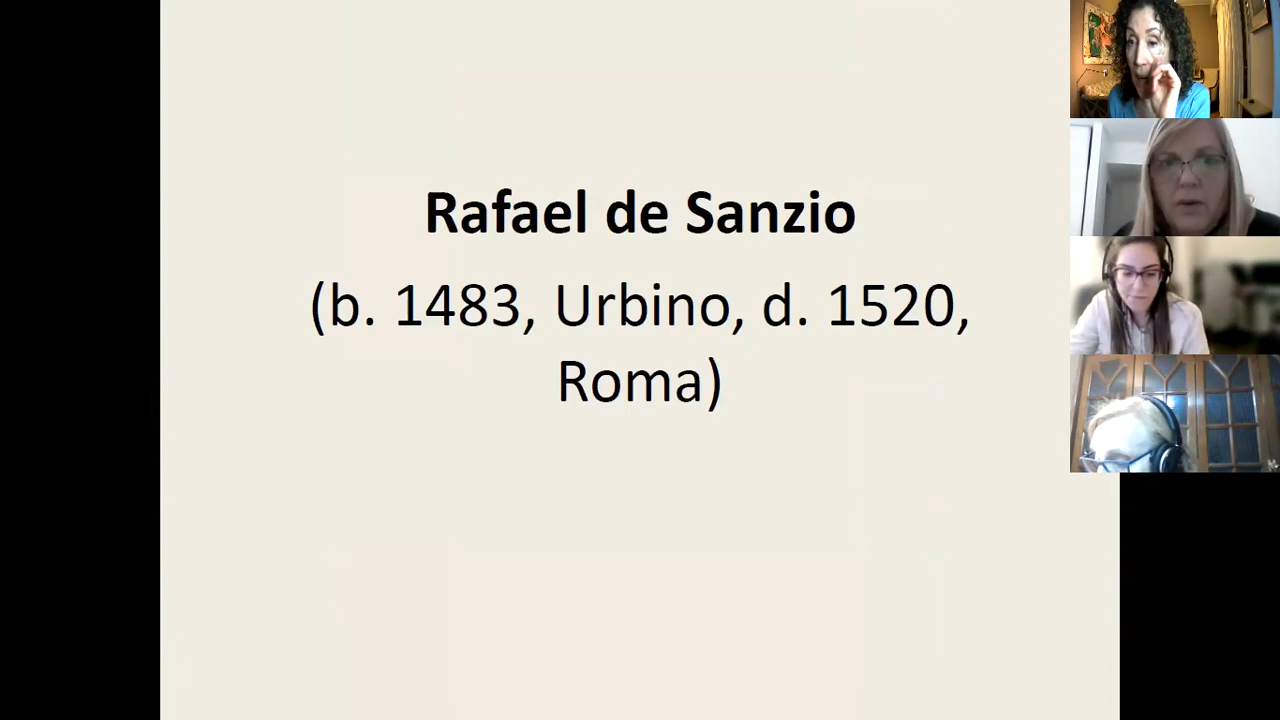 Rafael de Sanzio
(b. 1483, Urbino, d. 1520,
Roma)